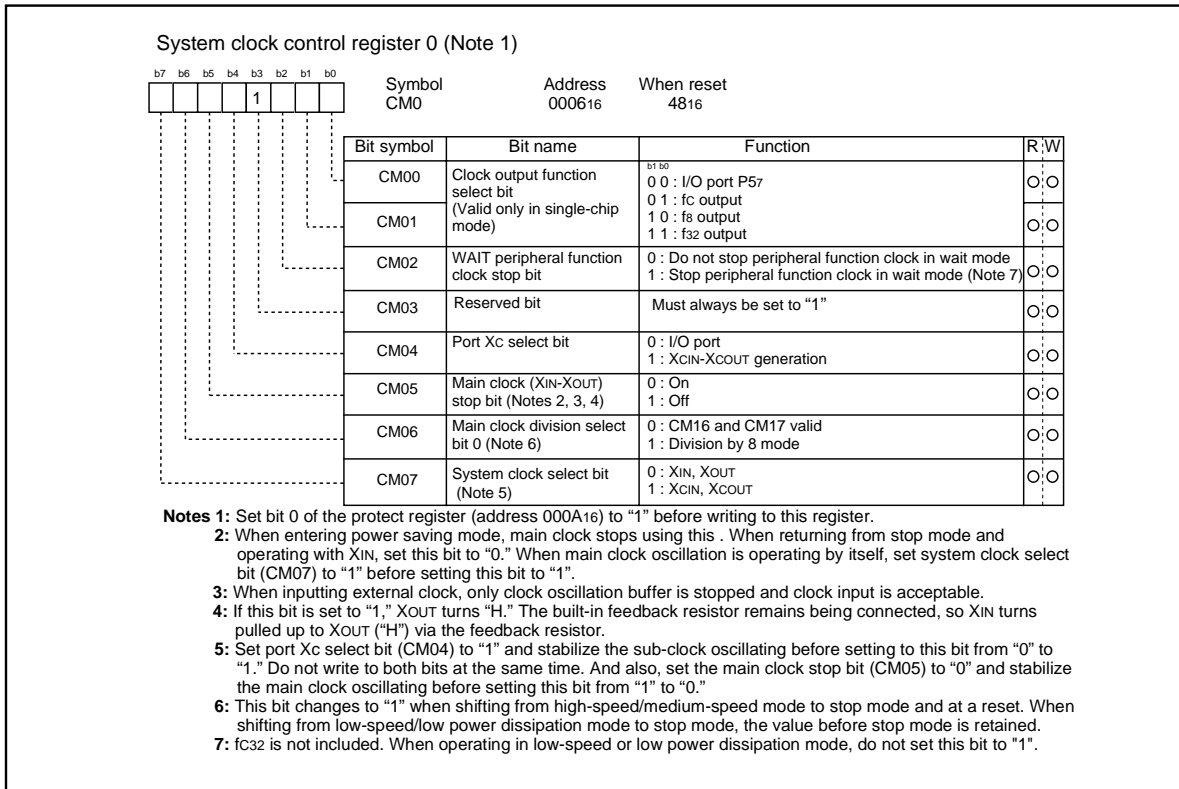 System clock control register 0 (Note 1)
b7 b6 b5 b4 b3 b2 b1 b0
1
Symbol Address When reset
CM0 000616 4816
Bit symbol Bit name Function R W
CM00 Clock output function select bit (Valid only in single-chip mode)
b1 b0
0 0 : I/O port P57
0 1 : fC output
1 0 : f8 output
1 1 : f32 output
CM01
CM02 WAIT peripheral function clock stop bit
0 : Do not stop peripheral function clock in wait mode
1 : Stop peripheral function clock in wait mode (Note 7)
CM03 Reserved bit Must always be set to “1”
CM04 Port XC select bit
0 : I/O port
1 : XCIN-XCOUT generation
CM05 Main clock (XIN-XOUT) stop bit (Notes 2, 3, 4)
0 : On
1 : Off
CM06 Main clock division select bit 0 (Note 6)
0 : CM16 and CM17 valid
1 : Division by 8 mode
CM07 System clock select bit (Note 5)
0 : XIN, XOUT
1 : XCIN, XCOUT
Notes 1: Set bit 0 of the protect register (address 000A16) to “1” before writing to this register.
2: When entering power saving mode, main clock stops using this . When returning from stop mode and
operating with XIN, set this bit to “0.” When main clock oscillation is operating by itself, set system clock select
bit (CM07) to “1” before setting this bit to “1”.
3: When inputting external clock, only clock oscillation buffer is stopped and clock input is acceptable.
4: If this bit is set to “1,” XOUT turns “H.” The built-in feedback resistor remains being connected, so XIN turns
pulled up to XOUT (“H”) via the feedback resistor.
5: Set port XC select bit (CM04) to “1” and stabilize the sub-clock oscillating before setting to this bit from “0” to
“1.” Do not write to both bits at the same time. And also, set the main clock stop bit (CM05) to “0” and stabilize
the main clock oscillating before setting this bit from “1” to “0.”
6: This bit changes to “1” when shifting from high-speed/medium-speed mode to stop mode and at a reset. When
shifting from low-speed/low power dissipation mode to stop mode, the value before stop mode is retained.
7: fC32 is not included. When operating in low-speed or low power dissipation mode, do not set this bit to "1".